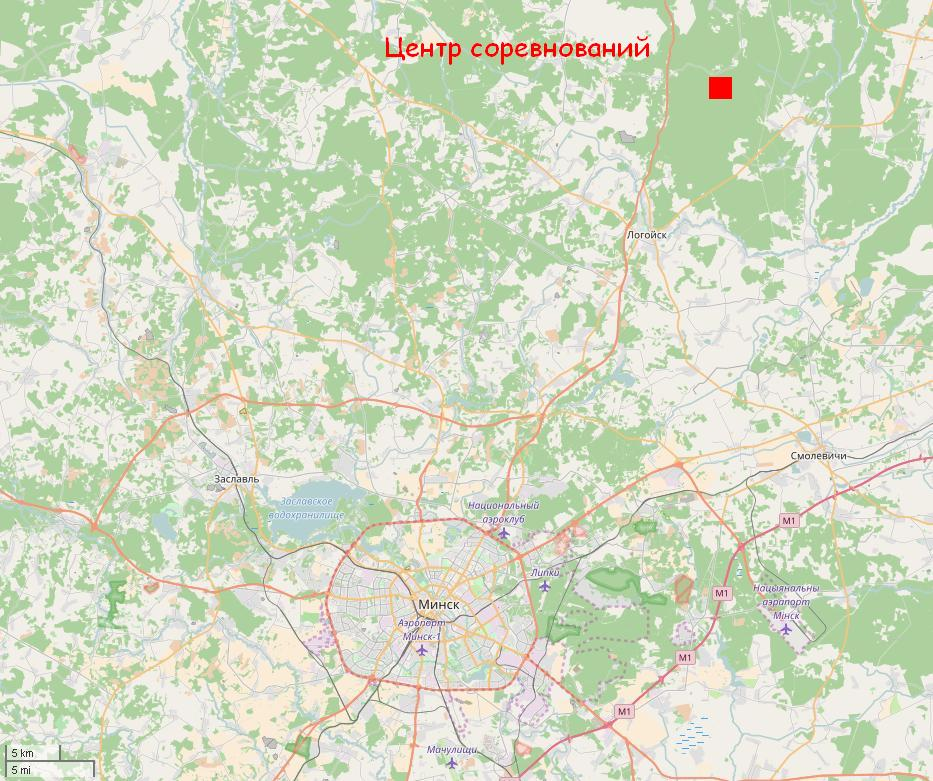 Центр соревнований
Логойск
Смолевичи
Заславль
Заславское
водохранилище
Национальный
аэроклуб
M1
Липки
M1
Нацыянальны
аэрапорт
Мінск
Минск
Аэропорт
Минск-1
M1
M1
Мачулищи
5 km
5 mi